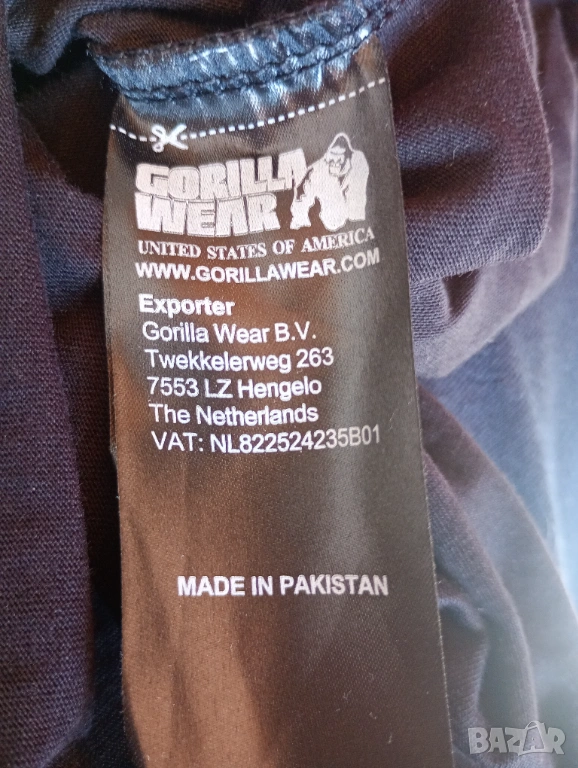 GORILLA
WEAR
UNITED STATES OF AMERICA
WWW.GORILLAWEAR.COM
Exporter
Gorilla Wear B.V.
Twekkelerweg 263
7553 LZ Hengelo
The Netherlands
VAT: NL822524235B01
MADE IN PAKISTAN
BAZAR